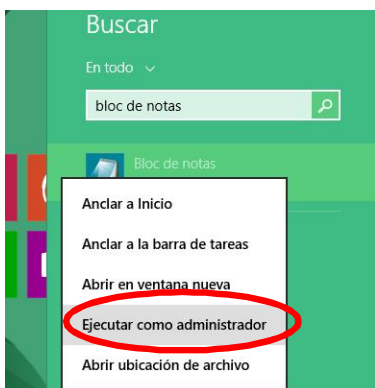 Buscar
En todo
bloc de notas
Bloc de notas
Anclar a Inicio
Anclar a la barra de tareas
Abrir en ventana nueva
Ejecutar como administrador
Abrir ubicación de archivo